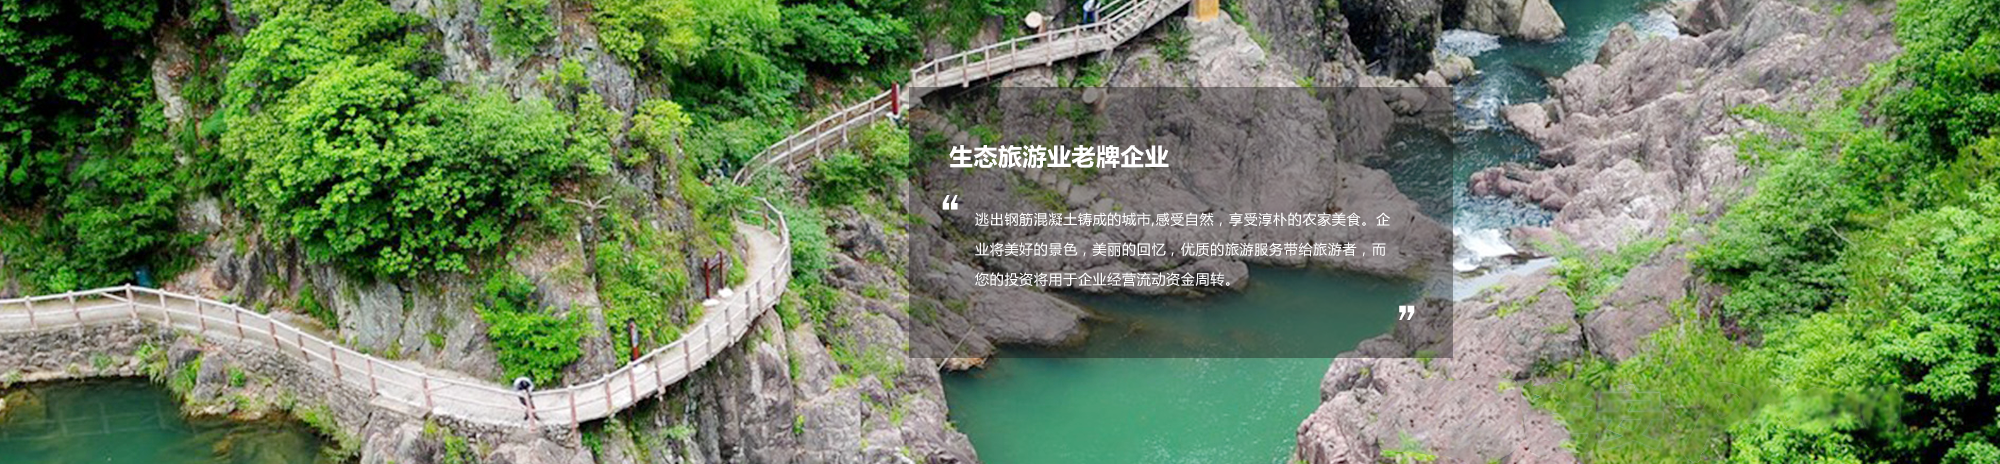 生态旅游业老牌企业
“
逃出钢筋混凝土铸成的城市,感受自然，享受淳朴的农家美食。企
业将美好的景色，美丽的回忆，优质的旅游服务带给旅游者，而
您的投资将用于企业经营流动资金周转。
”